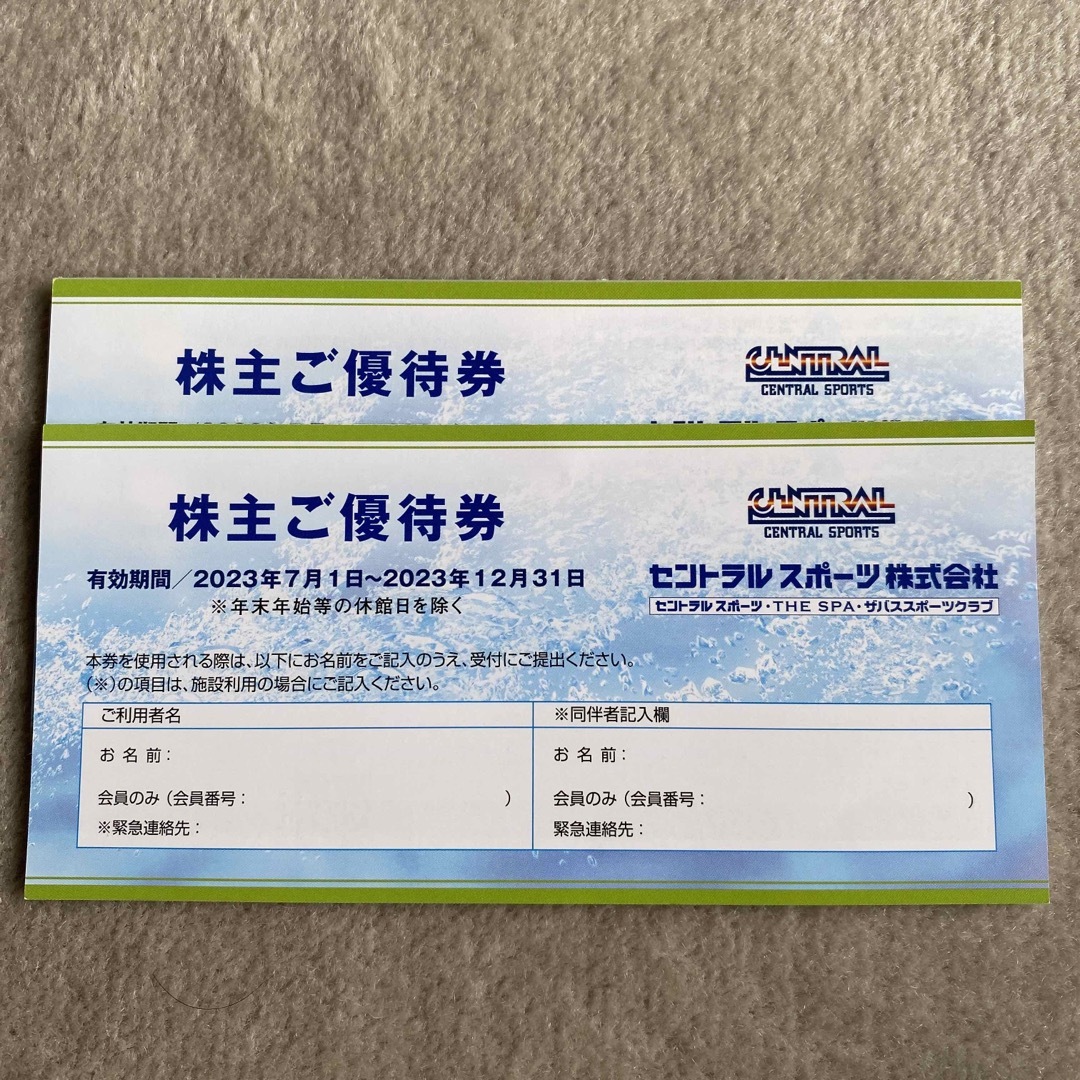 株主ご優待券
CENTRAL
CENTRAL SPORTS
株主ご優待券
CENTRAL
CENTRAL SPORTS
有効期間／2023年7月1日~2023年12月31日
※年末年始等の休館日を除く
セントラルスポーツ株式会社
セントラルスポーツ・THE SPA・ザバススポーツクラブ
本券を使用される際は、以下にお名前をご記入のうえ、受付にご提出ください。
（※）の項目は、施設利用の場合にご記入ください。
ご利用者名
お名前：
会員のみ（会員番号： ）
※緊急連絡先：
※同伴者記入欄
お名前：
会員のみ（会員番号： ）
緊急連絡先：